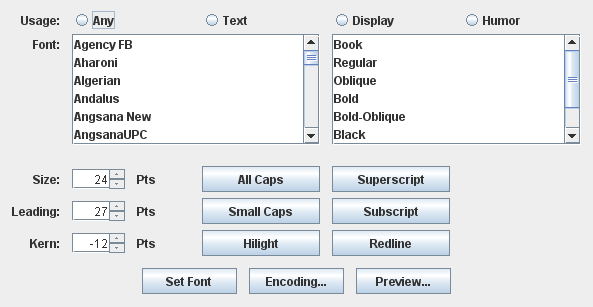 Usage: Any Text Display Humor
Font: Agency FB Book
Aharoni Regular
Algerian Oblique
Andalus Bold
Angsana New Bold-Oblique
AngsanaUPC Black
Size: 24 Pts All Caps Superscript
Leading: 27 Pts Small Caps Subscript
Kern: -12 Pts Hilight Redline
Set Font Encoding... Preview...